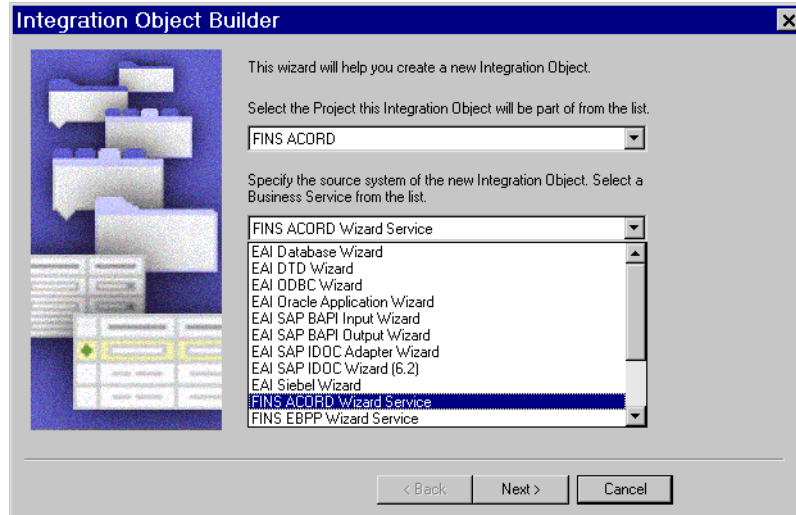 Integration Object Builder
This wizard will help you create a new Integration Object.
Select the Project this Integration Object will be part of from the list.
FINS ACORD
Specify the source system of the new Integration Object. Select a
Business Service from the list.
FINS ACORD Wizard Service
EAI Database Wizard
EAI DTD Wizard
EAI ODBC Wizard
EAI Oracle Application Wizard
EAI SAP BAPI Input Wizard
EAI SAP BAPI Output Wizard
EAI SAP IDOC Adapter Wizard
EAI SAP IDOC Wizard (6.2)
EAI Siebel Wizard
FINS ACORD Wizard Service
FINS EBPP Wizard Service
< Back Next > Cancel